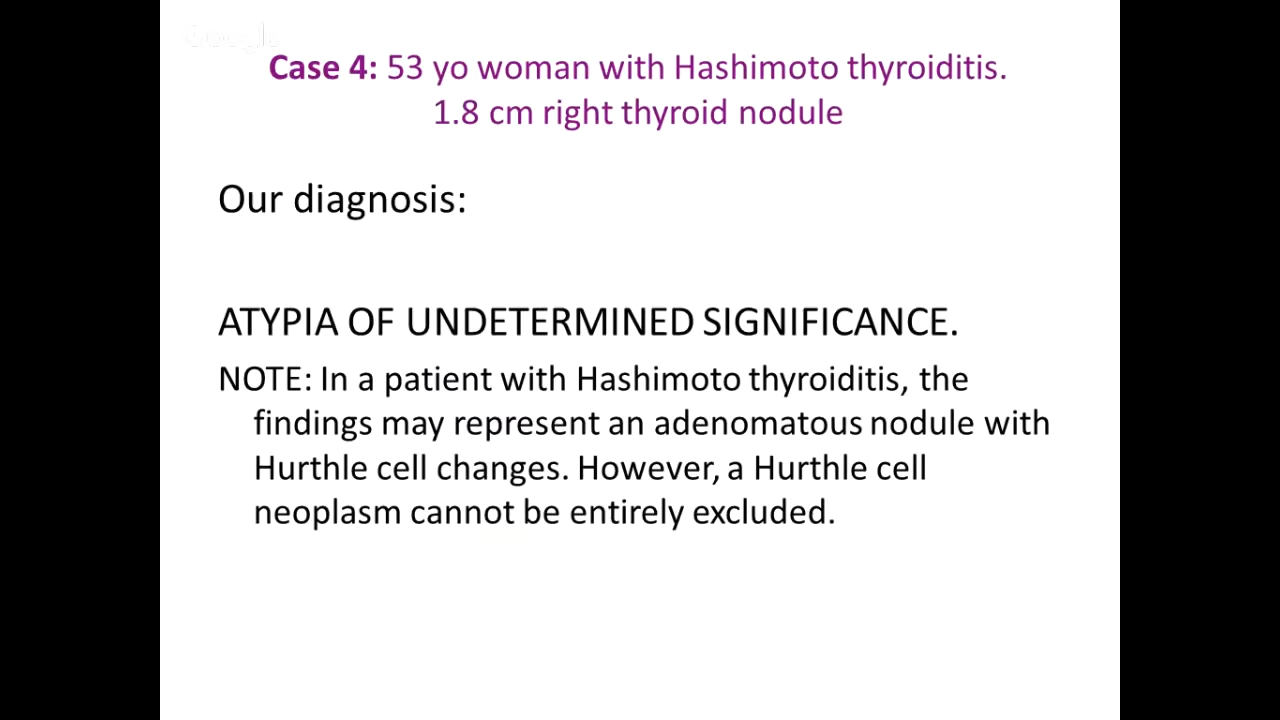 Google
Case 4: 53 yo woman with Hashimoto thyroiditis.
1.8 cm right thyroid nodule
Our diagnosis:
ATYPIA OF UNDETERMINED SIGNIFICANCE.
NOTE: In a patient with Hashimoto thyroiditis, the
findings may represent an adenomatous nodule with
Hurthle cell changes. However, a Hurthle cell
neoplasm cannot be entirely excluded.